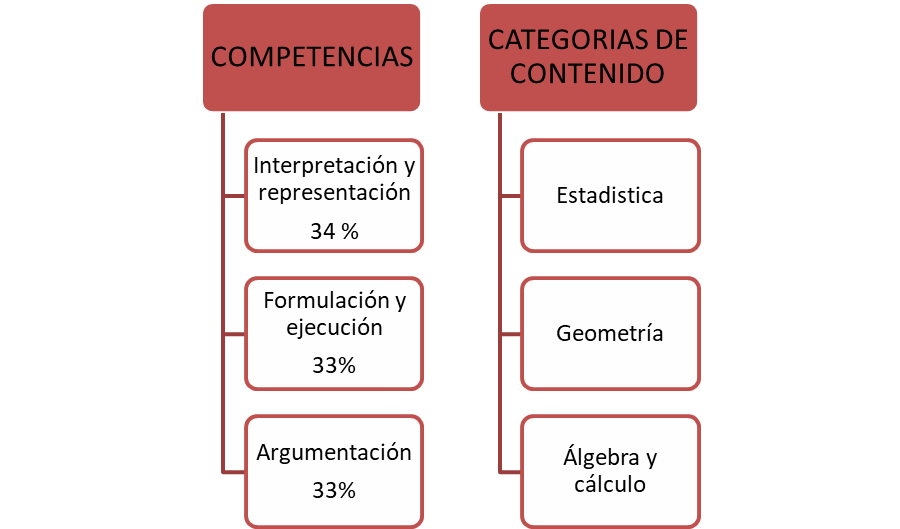 COMPETENCIAS
Interpretación y
representación
34 %
Formulación y
ejecución
33%
Argumentación
33%
CATEGORIAS DE
CONTENIDO
Estadistica
Geometría
Álgebra y
cálculo